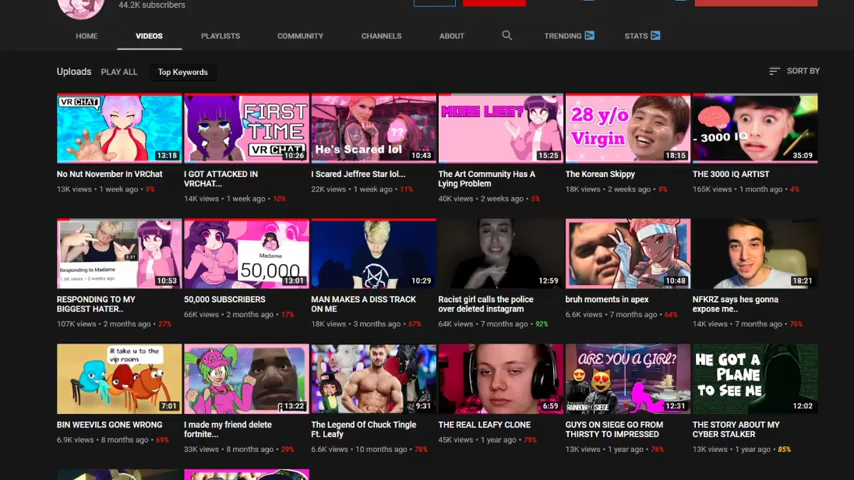 44.2K subscribers
HOME VIDEOS PLAYLISTS COMMUNITY CHANNELS ABOUT TRENDING STATS
Uploads PLAY ALL Top Keywords SORT BY
VRCHAT
13:18
FIRST
TIME
VRCHAT
10:26
??
He's Scared lol
10:43
MORE LIES?
15:25
28 y/o
Virgin
18:15
- 3000 IQ
35:09
No Nut November In VRChat
13K views • 1 week ago • 9%
I GOT ATTACKED IN
VRCHAT...
14K views • 1 week ago • 10%
I Scared Jeffree Star lol...
22K views • 1 week ago • 11%
The Art Community Has A
Lying Problem
40K views • 2 weeks ago • 5%
The Korean Skippy
18K views • 2 weeks ago • 9%
THE 3000 IQ ARTIST
165K views • 1 month ago • 4%
Responding to Madame
10:53
Madame
50,000
13:01
10:29
12:59
10:48
18:21
RESPONDING TO MY
BIGGEST HATER..
107K views • 2 months ago • 27%
50,000 SUBSCRIBERS
66K views • 2 months ago • 17%
MAN MAKES A DISS TRACK
ON ME
18K views • 3 months ago • 67%
Racist girl calls the police
over deleted instagram
64K views • 7 months ago • 92%
bruh moments in apex
6.6K views • 7 months ago • 64%
NFKRZ says hes gonna
expose me..
14K views • 7 months ago • 76%
ill take u to the
vip room
7:01
13:22
9:31
6:59
ARE YOU A GIRL?
RAINBOW SIEGE
12:31
HE GOT A
PLANE
TO SEE ME
12:02
BIN WEEVILS GONE WRONG
6.9K views • 8 months ago • 69%
I made my friend delete
fortnite...
33K views • 8 months ago • 29%
The Legend Of Chuck Tingle
Ft. Leafy
6.6K views • 10 months ago • 78%
THE REAL LEAFY CLONE
45K views • 1 year ago • 79%
GUYS ON SIEGE GO FROM
THIRSTY TO IMPRESSED
13K views • 1 year ago • 76%
THE STORY ABOUT MY
CYBER STALKER
13K views • 1 year ago • 85%